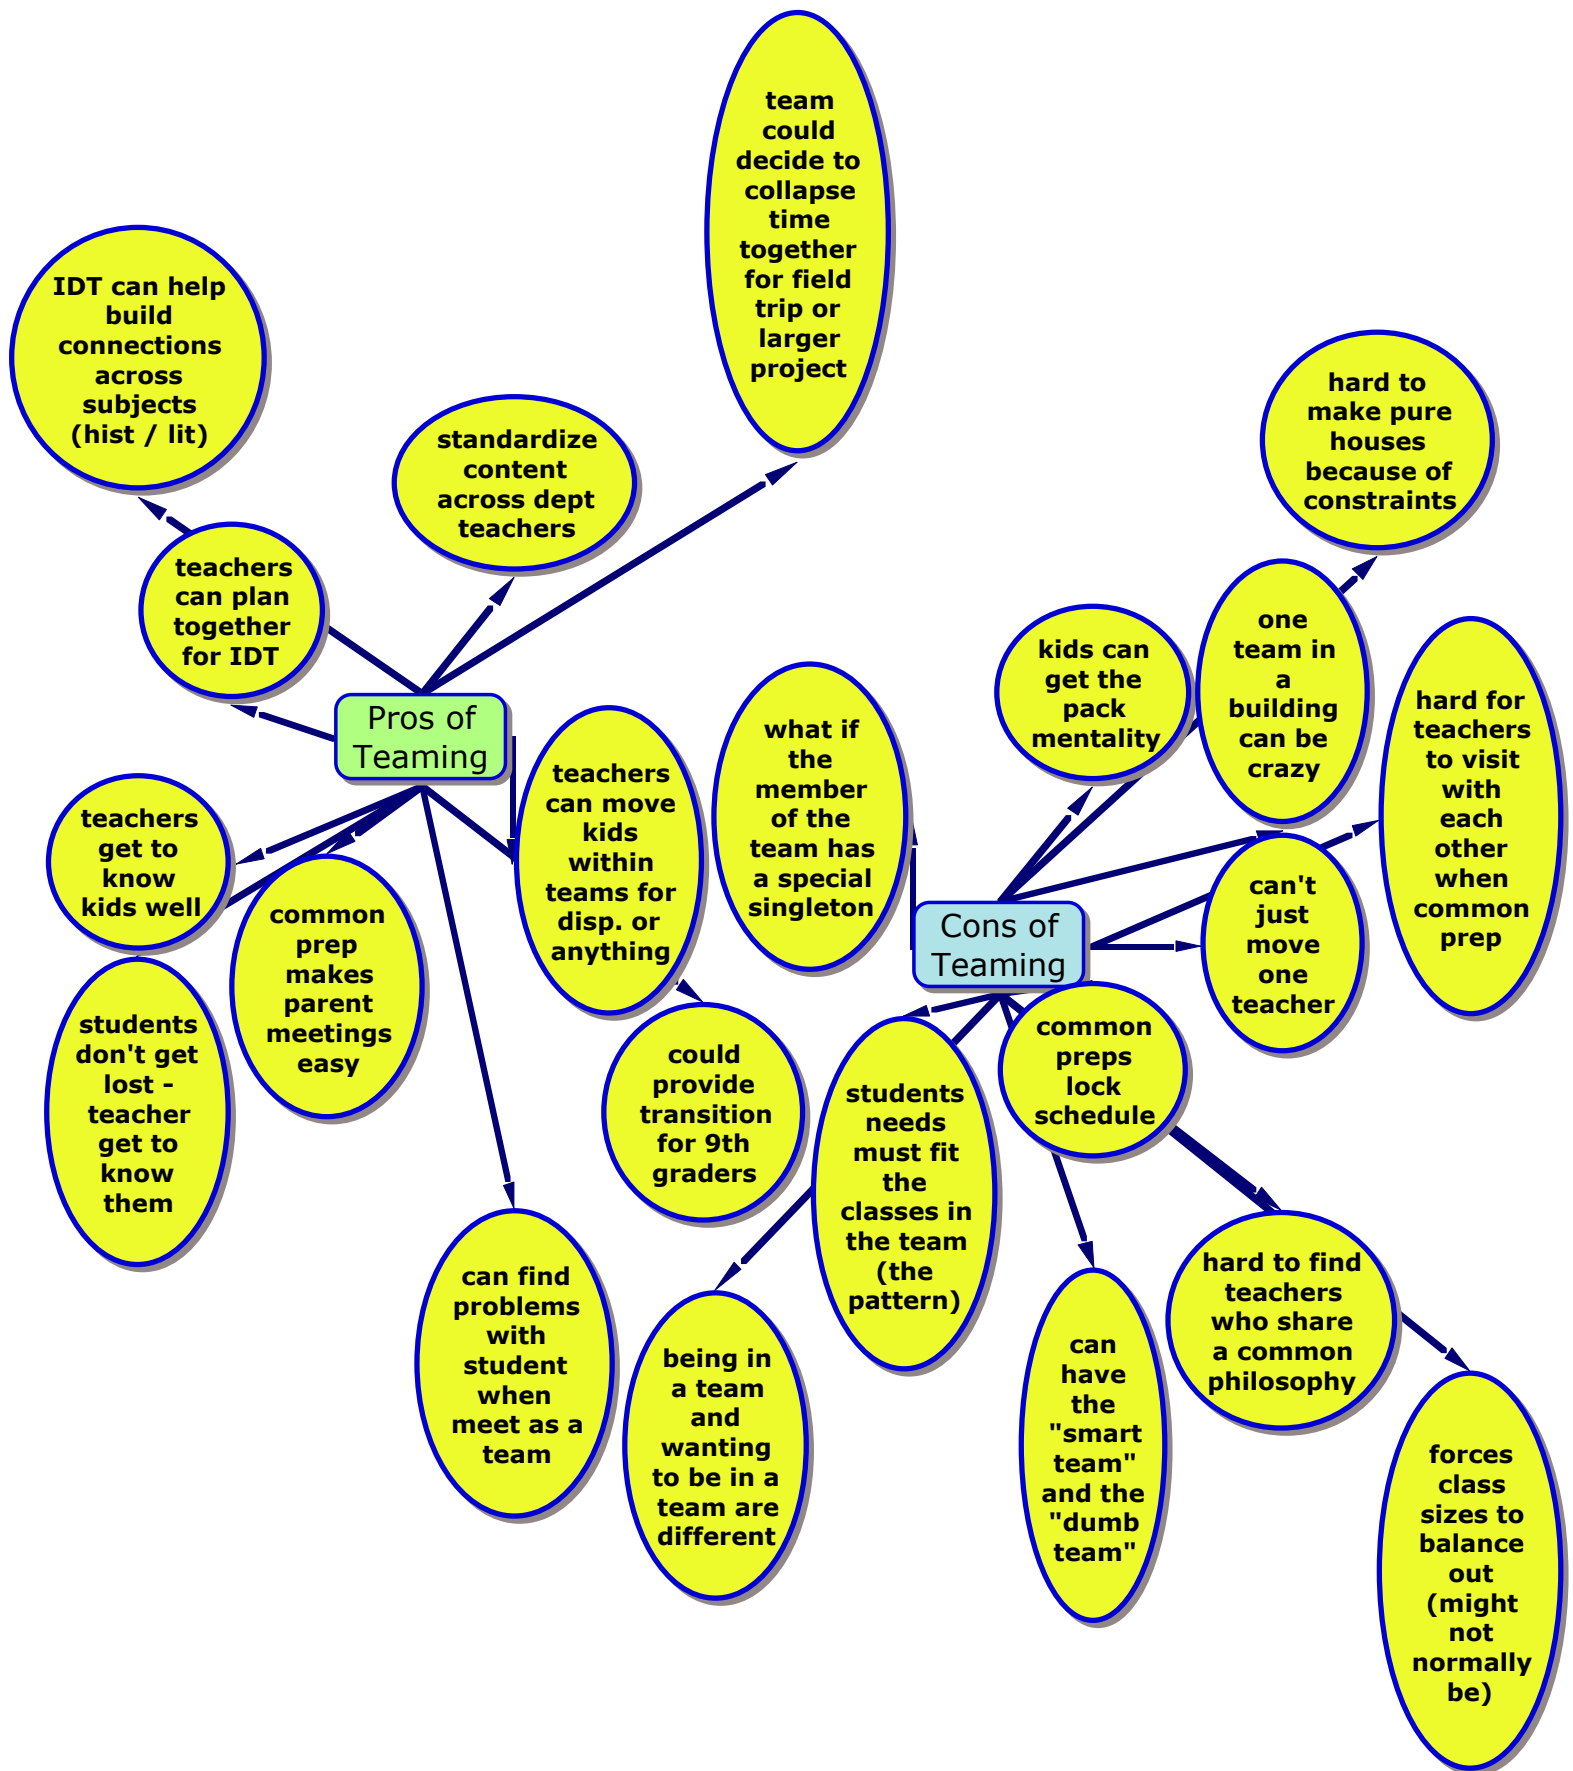 team
could
decide to
collapse
time
together
for field
trip or
larger
project
IDT can help
build
connections
across
subjects
(hist / lit)
standardize
content
across dept
teachers
teachers
can plan
together
for IDT
Pros of
Teaming
teachers
get to
know
kids well
common
prep
makes
parent
meetings
easy
students
don't get
lost -
teacher
get to
know
them
teachers
can move
kids
within
teams for
disp. or
anything
could
provide
transition
for 9th
graders
can find
problems
with
student
when
meet as a
team
hard to
make pure
houses
because of
constraints
kids can
get the
pack
mentality
one
team in
a
building
can be
crazy
hard for
teachers
to visit
with
each
other
when
common
prep
what if
the
member
of the
team has
a special
singleton
Cons of
Teaming
can't
just
move
one
teacher
common
preps
lock
schedule
students
needs
must fit
the
classes in
the team
(the
pattern)
being in
a team
and
wanting
to be in a
team are
different
can
have
the
"smart
team"
and the
"dumb
team"
hard to find
teachers
who share
a common
philosophy
forces
class
sizes to
balance
out
(might
not
normally
be)